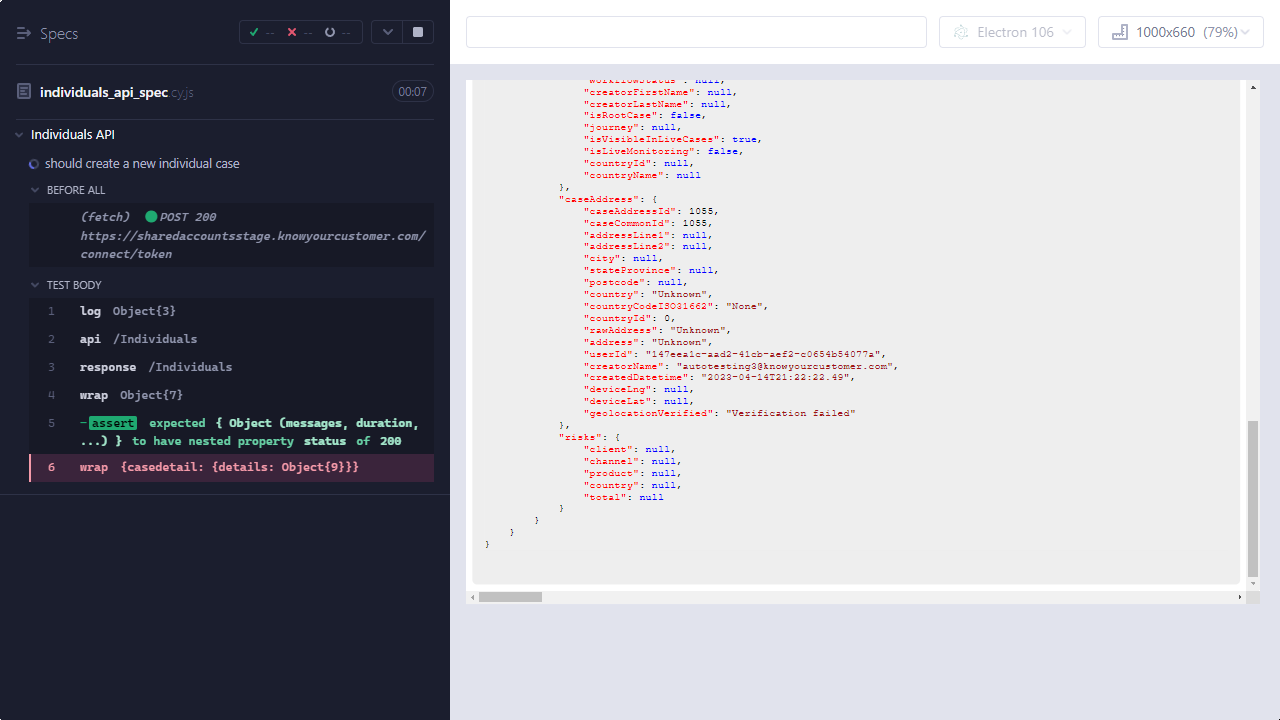 Specs
--
--
--
Electron 106
1000x660 (79%)
individuals_api_spec.cy.js
00:07
Individuals API
should create a new individual case
BEFORE ALL
(fetch) POST 200
https://sharedaccountsstage.knowyourcustomer.com/
connect/token
TEST BODY
1 log Object{3}
2 api /Individuals
3 response /Individuals
4 wrap Object{7}
5 -assert expected { Object (messages, duration,
...) } to have nested property status of 200
6 wrap {casedetail: {details: Object{9}}}
"workflowStatus": null,
"creatorFirstName": null,
"creatorLastName": null,
"isRootCase": false,
"journey": null,
"isVisibleInLiveCases": true,
"isLiveMonitoring": false,
"countryId": null,
"countryName": null
},
"caseAddress": {
"caseAddressId": 1055,
"caseCommonId": 1055,
"addressLine1": null,
"addressLine2": null,
"city": null,
"stateProvince": null,
"postcode": null,
"country": "Unknown",
"countryCodeISO31662": "None",
"countryId": 0,
"rawAddress": "Unknown",
"address": "Unknown",
"userId": "147eea1c-aad2-41cb-aef2-c0654b54077a",
"creatorName": "autotesting3@knowyourcustomer.com",
"createdDatetime": "2023-04-14T21:22:22.49",
"deviceLng": null,
"deviceLat": null,
"geolocationVerified": "Verification failed"
},
"risks": {
"client": null,
"channel": null,
"product": null,
"country": null,
"total": null
}
}
}
}